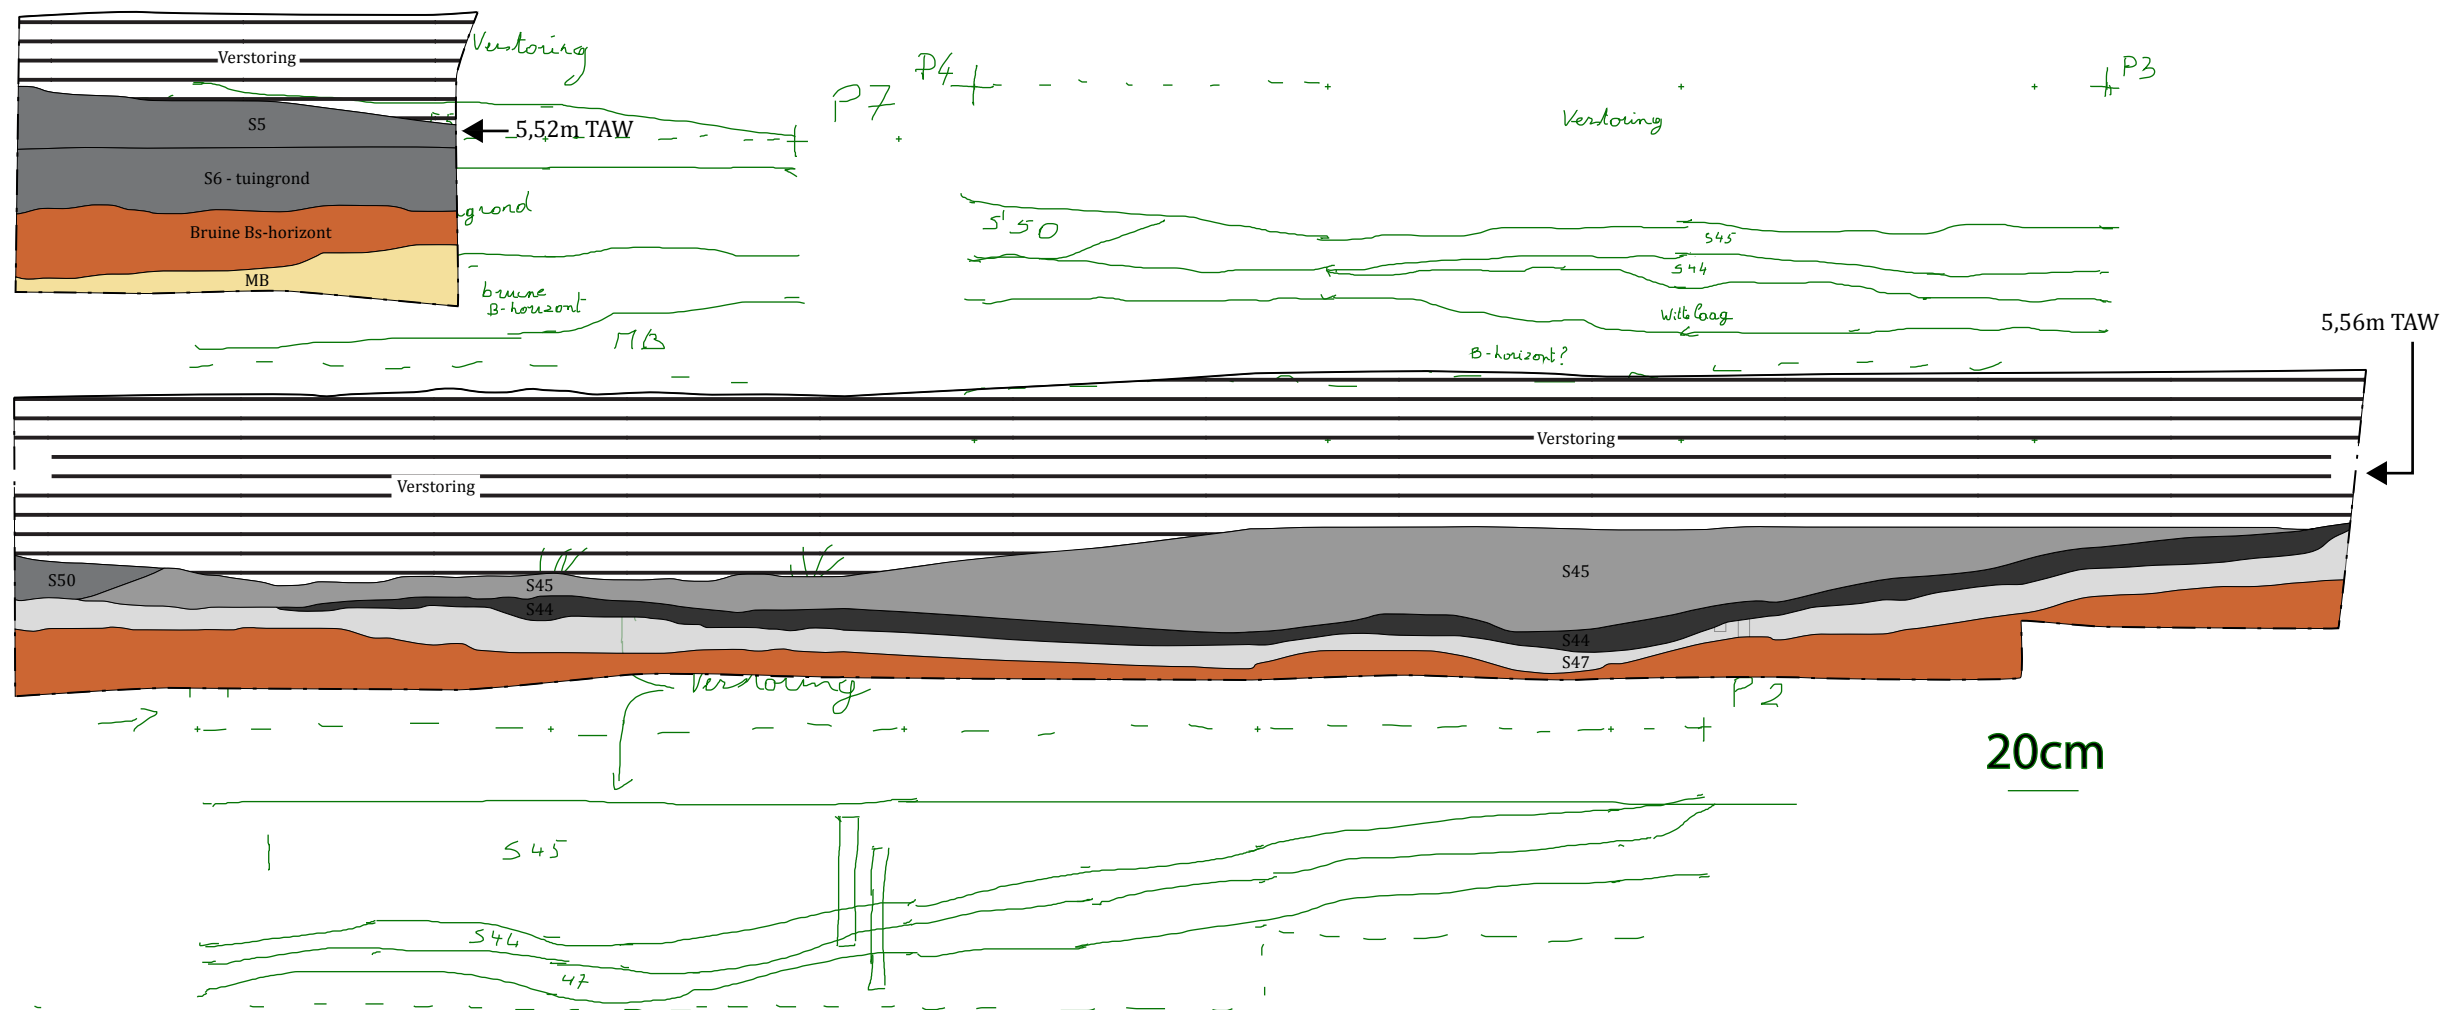 Verstoring
Verstoring
P4
P3
P7
Verstoring
S5
5,52m TAW
S6 - tuingrond
grond
S50
Bruine Bs-horizont
S45
S44
MB
bruine
B-horizont
Witte laag
MB
5,56m TAW
B-horizont?
Verstoring
Verstoring
S50
S45
S45
S44
S44
S47
Verstoring
P2
20cm
S45
S44
47